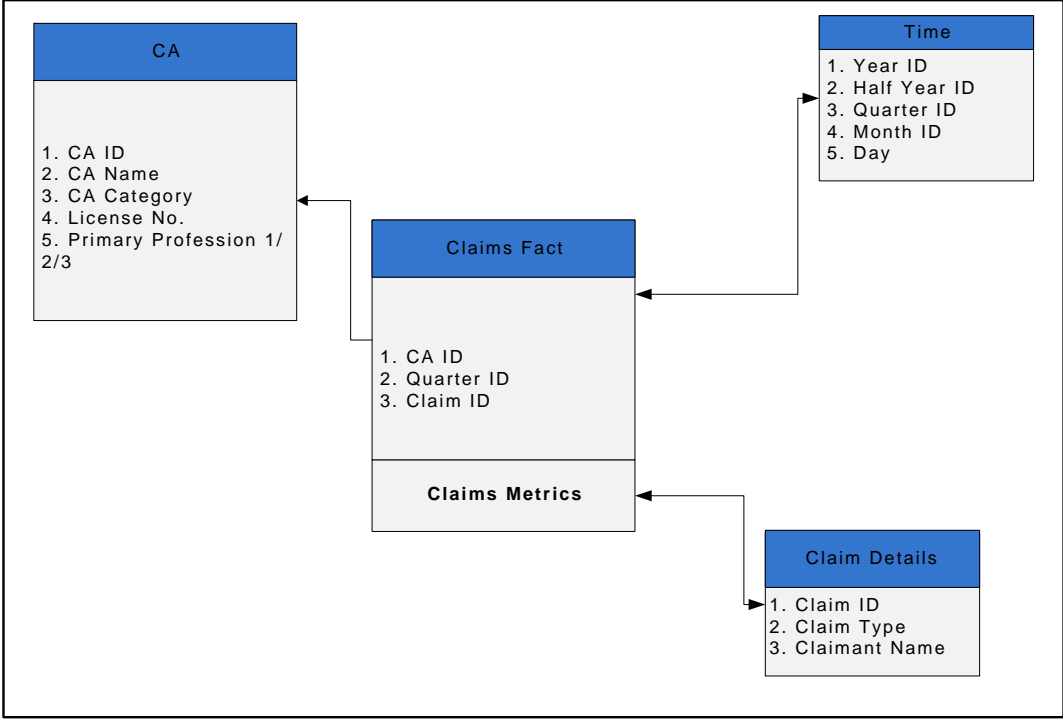 CA
1. CA ID
2. CA Name
3. CA Category
4. License No.
5. Primary Profession 1/
2/3
Time
1. Year ID
2. Half Year ID
3. Quarter ID
4. Month ID
5. Day
Claims Fact
1. CA ID
2. Quarter ID
3. Claim ID
Claims Metrics
Claim Details
1. Claim ID
2. Claim Type
3. Claimant Name